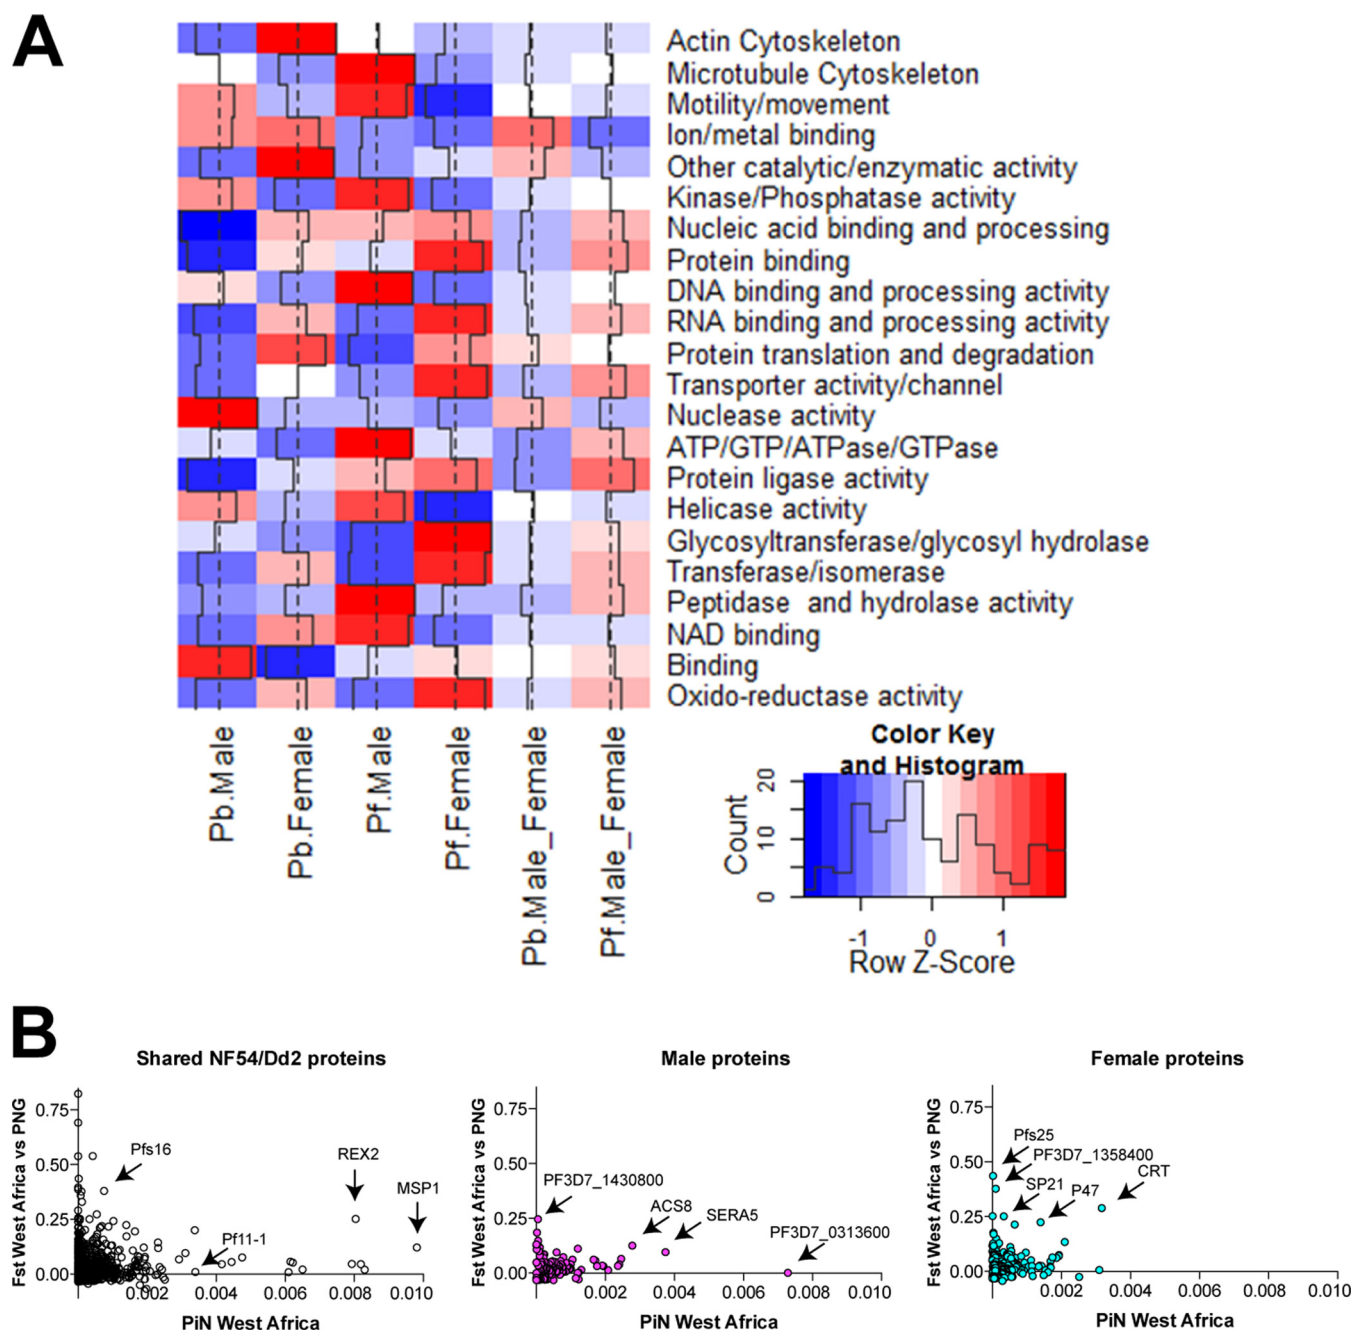 A
Actin Cytoskeleton
Microtubule Cytoskeleton
Motility/movement
Ion/metal binding
Other catalytic/enzymatic activity
Kinase/Phosphatase activity
Nucleic acid binding and processing
Protein binding
DNA binding and processing activity
RNA binding and processing activity
Protein translation and degradation
Transporter activity/channel
Nuclease activity
ATP/GTP/ATPase/GTPase
Protein ligase activity
Helicase activity
Glycosyltransferase/glycosyl hydrolase
Transferase/isomerase
Peptidase and hydrolase activity
NAD binding
Binding
Oxido-reductase activity
Pb.Male
Pb.Female
Pf.Male
Pf.Female
Pb.Male_Female
Pf.Male_Female
Color Key
and Histogram
Count
0 10 20
-1 0 1
Row Z-Score
B
Shared NF54/Dd2 proteins
Fst West Africa vs PNG
0.75
0.50
0.25
0.00
Pfs16
REX2
MSP1
Pf11-1
0.002 0.004 0.006 0.008 0.010
PiN West Africa
Male proteins
Fst West Africa vs PNG
0.75
0.50
0.25
0.00
PF3D7_1430800
ACS8
SERA5
PF3D7_0313600
0.002 0.004 0.006 0.008 0.010
PiN West Africa
Female proteins
Fst West Africa vs PNG
0.75
0.50
0.25
0.00
Pfs25
PF3D7_1358400
CRT
SP21
P47
0.002 0.004 0.006 0.008 0.010
PiN West Africa